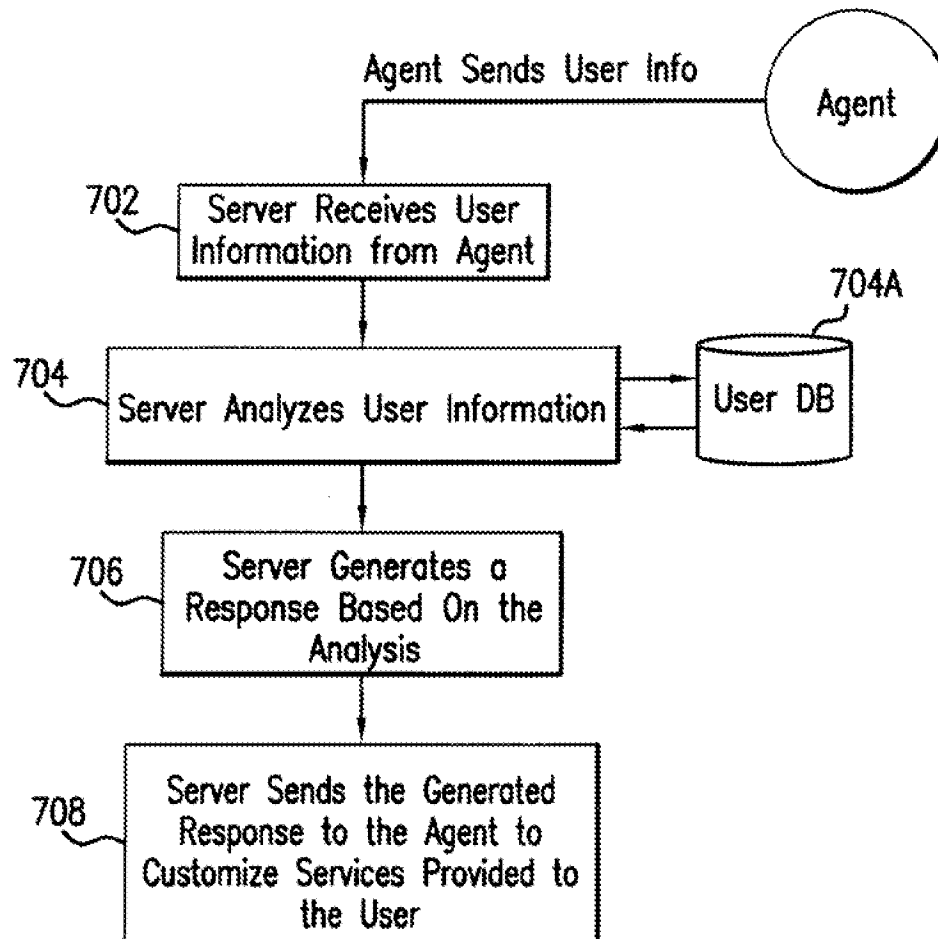 Agent Sends User Info
Agent
702
Server Receives User
Information from Agent
704A
704
Server Analyzes User Information
User DB
706
Server Generates a
Response Based On the
Analysis
708
Server Sends the Generated
Response to the Agent to
Customize Services Provided to
the User